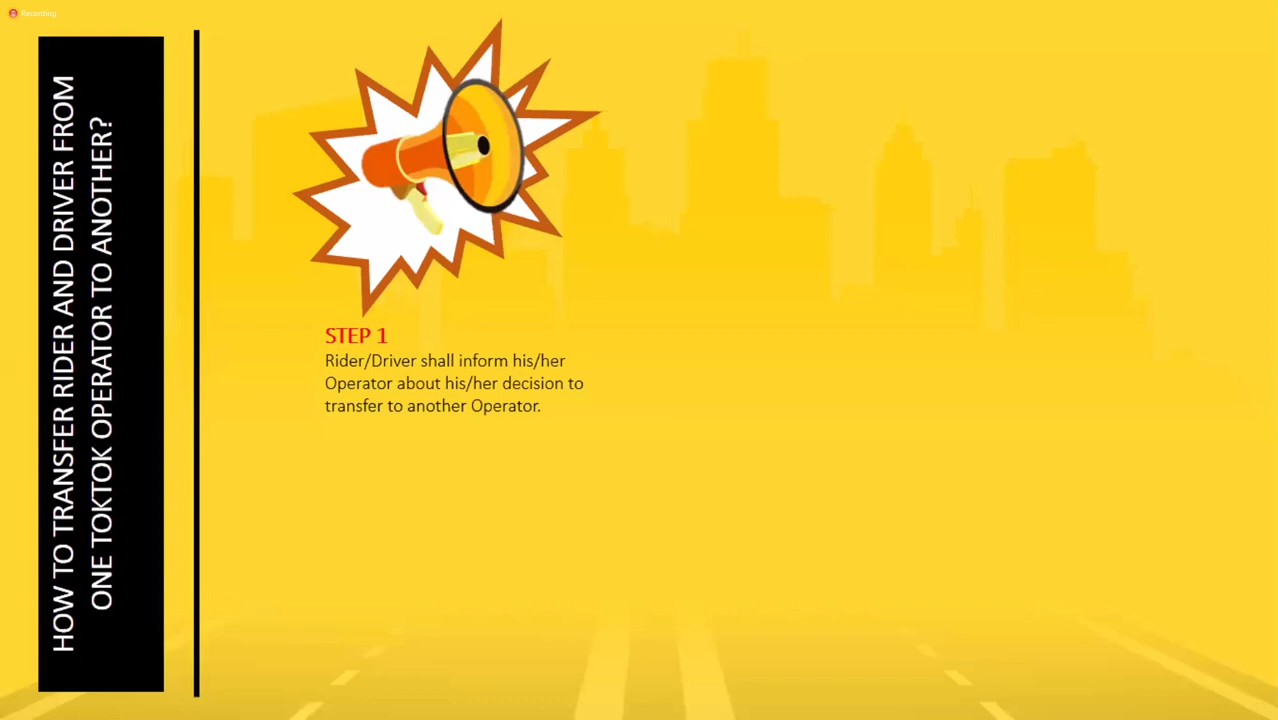 Recording
HOW TO TRANSFER RIDER AND DRIVER FROM
ONE TOKTOK OPERATOR TO ANOTHER?
STEP 1
Rider/Driver shall inform his/her
Operator about his/her decision to
transfer to another Operator.